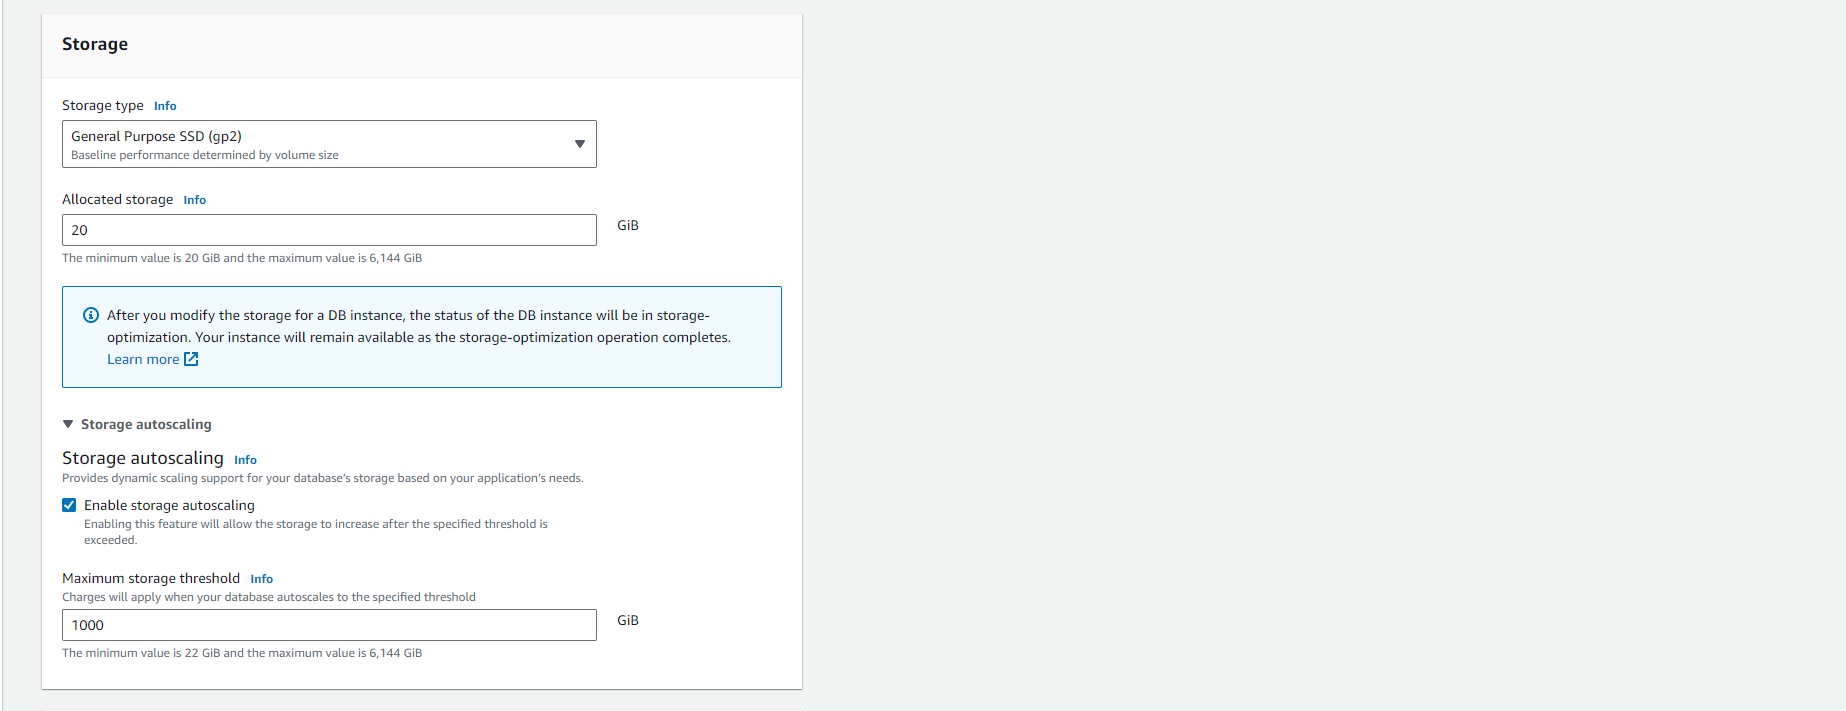 Storage
Storage type Info
General Purpose SSD (gp2)
Baseline performance determined by volume size
Allocated storage Info
20
GiB
The minimum value is 20 GiB and the maximum value is 6,144 GiB
After you modify the storage for a DB instance, the status of the DB instance will be in storage-
optimization. Your instance will remain available as the storage-optimization operation completes.
Learn more
Storage autoscaling
Storage autoscaling Info
Provides dynamic scaling support for your database's storage based on your application's needs.
Enable storage autoscaling
Enabling this feature will allow the storage to increase after the specified threshold is
exceeded.
Maximum storage threshold Info
Charges will apply when your database autoscales to the specified threshold
1000
GiB
The minimum value is 22 GiB and the maximum value is 6,144 GiB